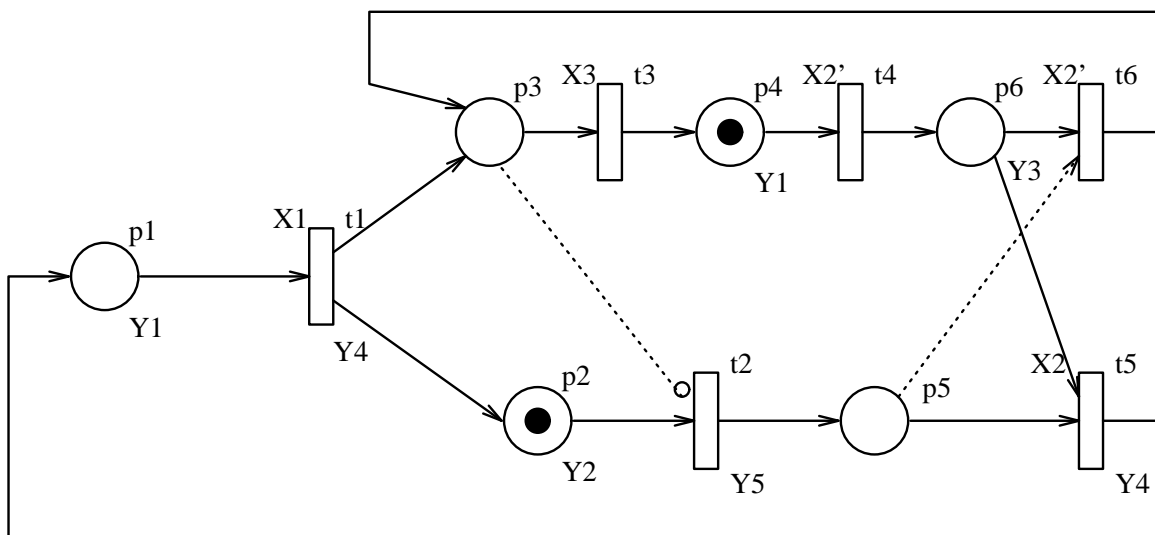 X3 t3 X2' t4 X2' t6
p3 p4 p6
Y1 Y3
X1 t1
p1
Y1 Y4
X2 t5
p2 t2 p5
Y2 Y5 Y4